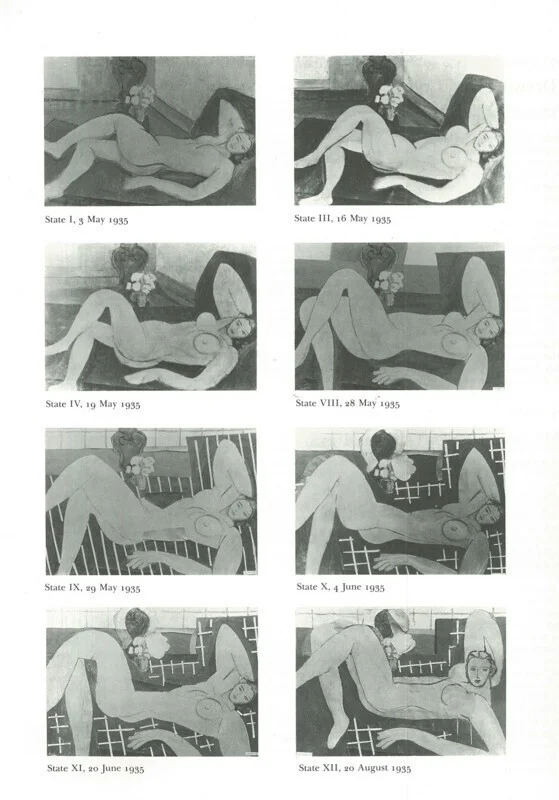 State I, 3 May 1935
State III, 16 May 1935
State IV, 19 May 1935
State VIII, 28 May 1935
State IX, 29 May 1935
State X, 4 June 1935
State XI, 20 June 1935
State XII, 20 August 1935